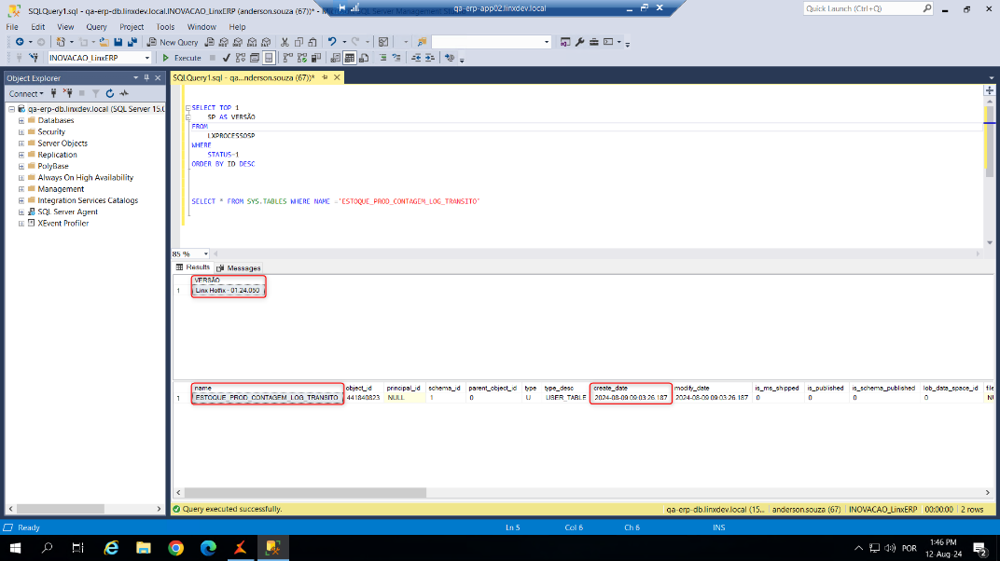 qa-erp-app02.linxdev.local
SQLQuery1.sql - qa-erp-db.linxdev.local.INOVACAO_LinxERP (anderson.souza (67))* -
Quick Launch (Ctrl+Q)
File Edit View Query Project Tools Window Help
New Query
INOVACAO_LinxERP
Execute
Object Explorer
SQLQuery1.sql - qa...nderson.souza (67))*
Connect
qa-erp-db.linxdev.local (SQL Server 15.0
Databases
Security
Server Objects
Replication
PolyBase
Always On High Availability
Management
Integration Services Catalogs
SQL Server Agent
XEvent Profiler
SELECT TOP 1
SP AS VERSÃO
FROM
LXPROCESSOSP
WHERE
STATUS=1
ORDER BY ID DESC
SELECT * FROM SYS.TABLES WHERE NAME ='ESTOQUE_PROD_CONTAGEM_LOG_TRANSITO'
85 %
Results Messages
VERSÃO
1 Linx Hotfix - 01.24.050
name object_id principal_id schema_id parent_object_id type type_desc create_date modify_date is_ms_shipped is_published is_schema_published lob_data_space_id file
1 ESTOQUE_PROD_CONTAGEM_LOG_TRANSITO 441840823 NULL 1 0 U USER_TABLE 2024-08-09 09:03:26.187 2024-08-09 09:03:26.187 0 0 0 0
Query executed successfully. qa-erp-db.linxdev.local (15... anderson.souza (67) INOVACAO_LinxERP 00:00:00 2 rows
Ready Ln 5 Col 6 Ch 6 INS
POR
1:46 PM
12-Aug-24
2